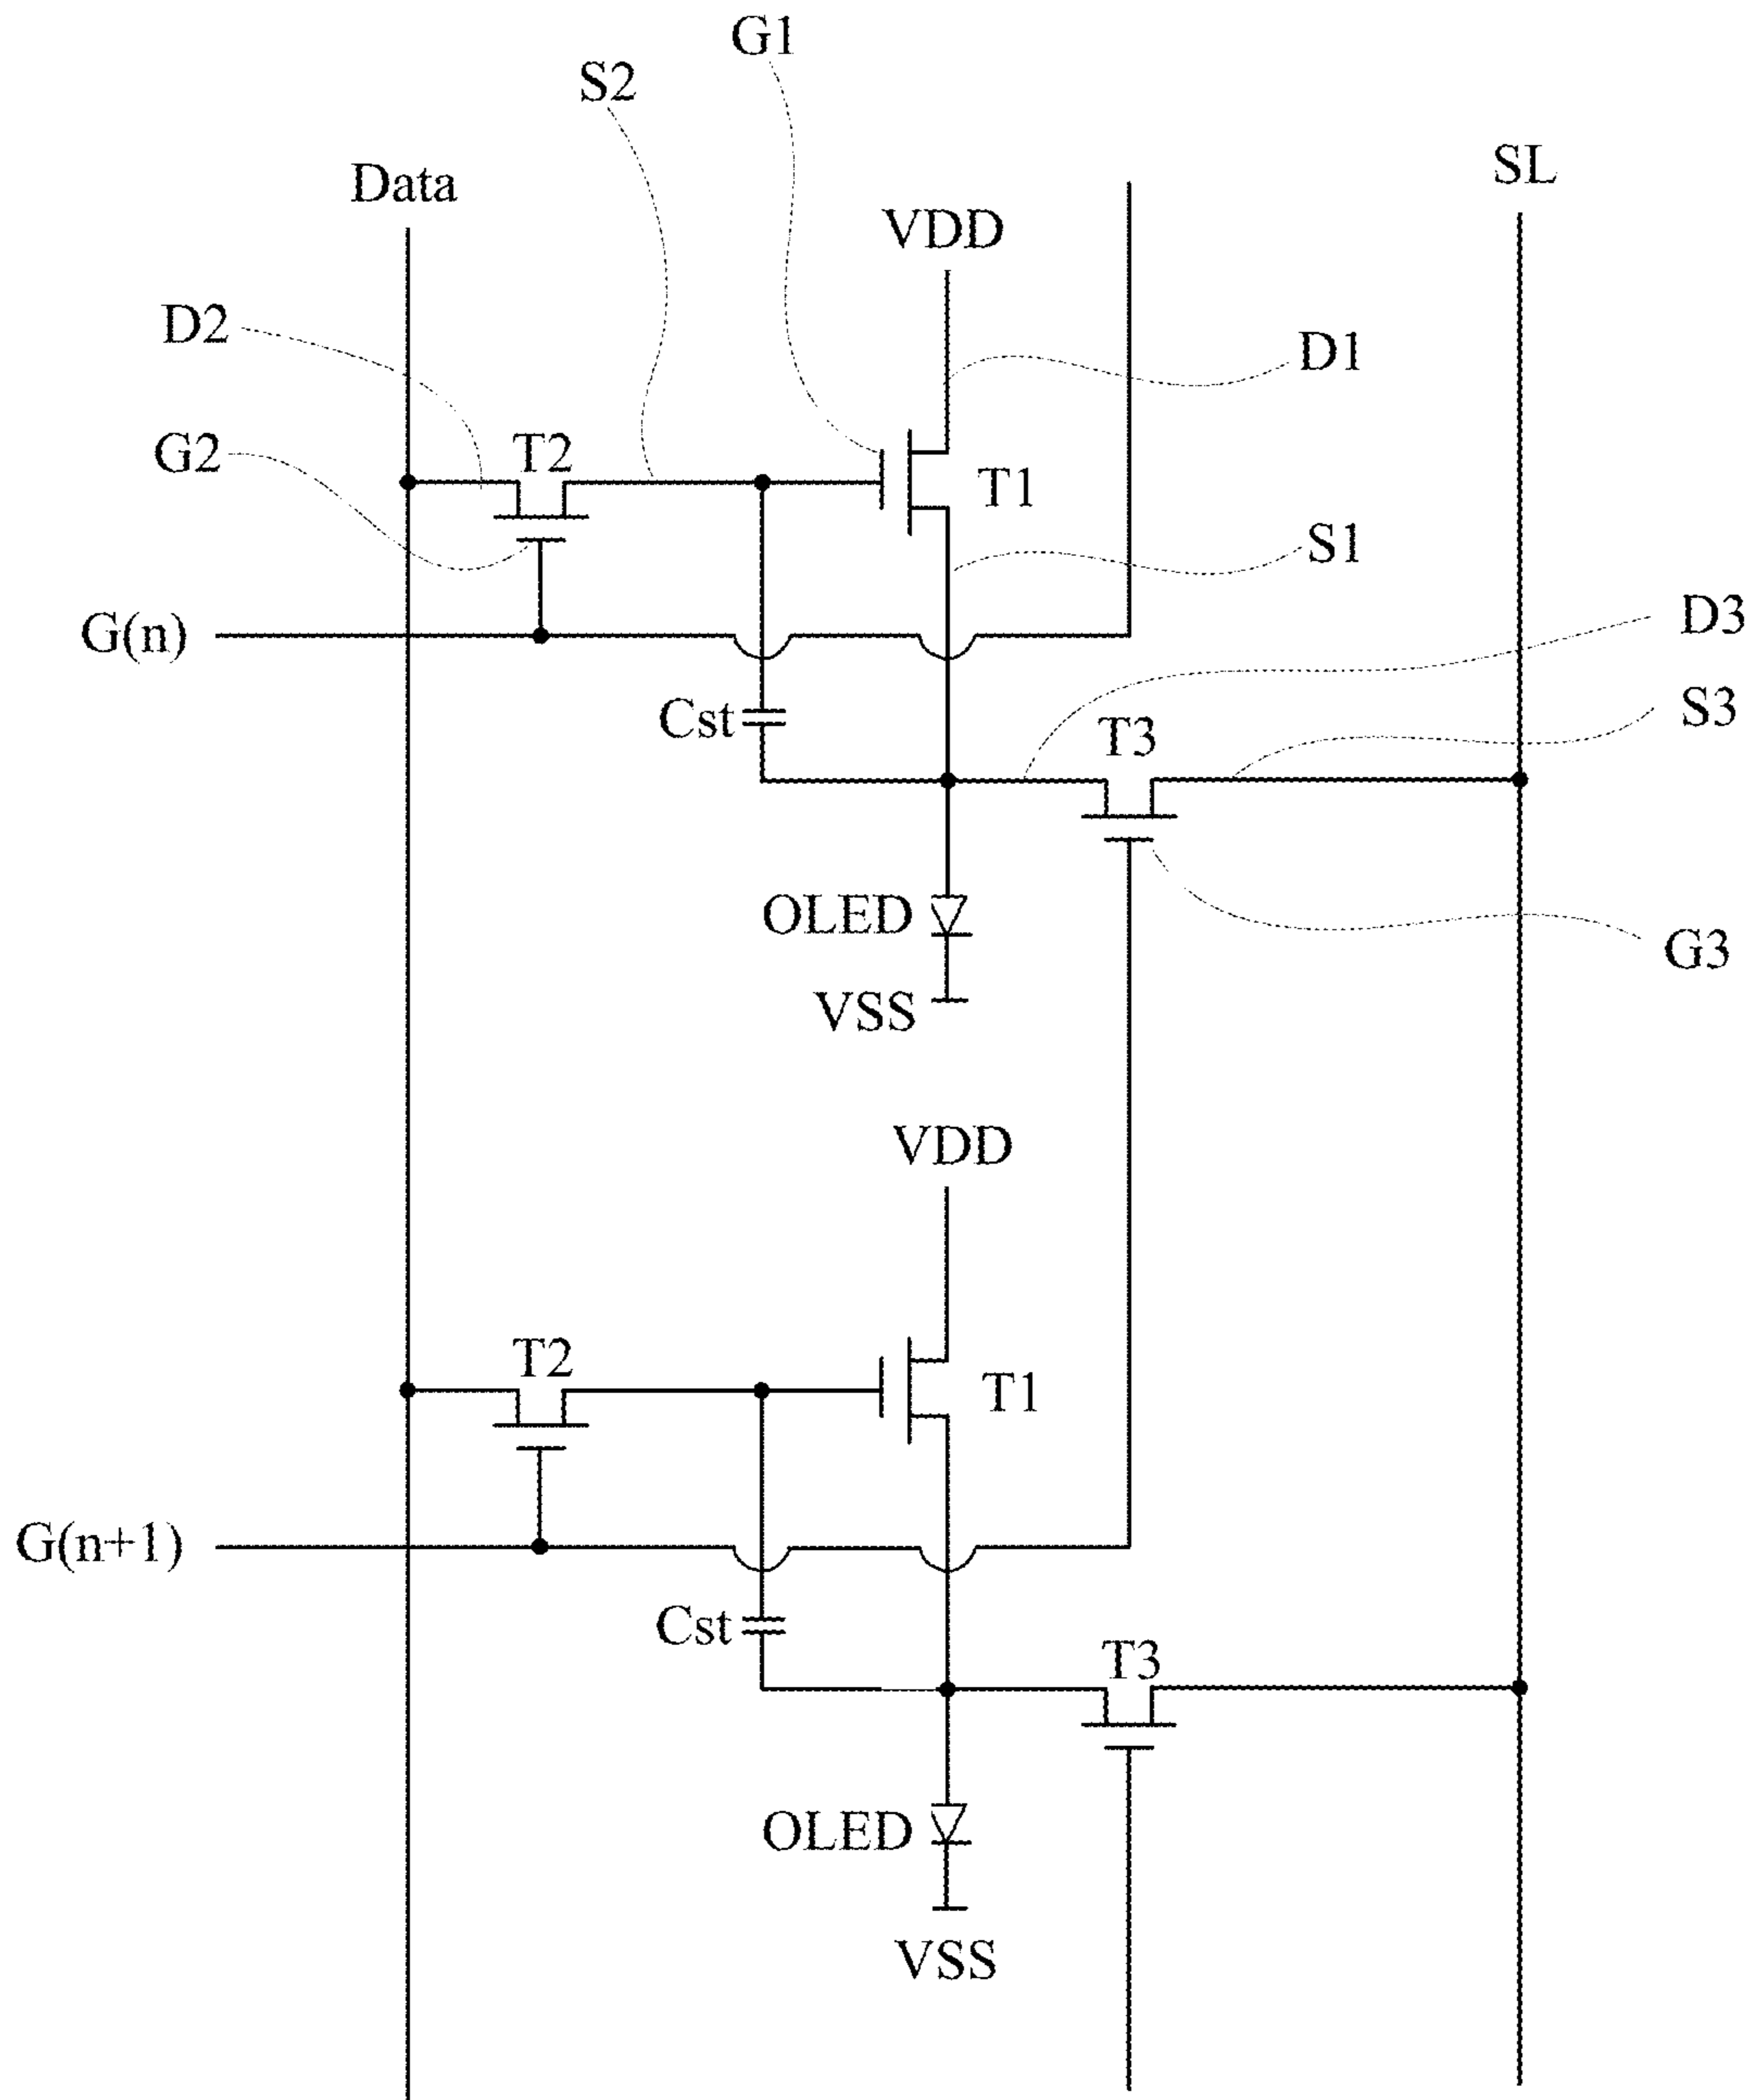 G1
S2
SL
Data
VDD
D2
D1
T2
G2
T1
S1
D3
G(n)
S3
Cst
T3
OLED
G3
VSS
VDD
T2
T1
G(n+1)
Cst
T3
OLED
VSS